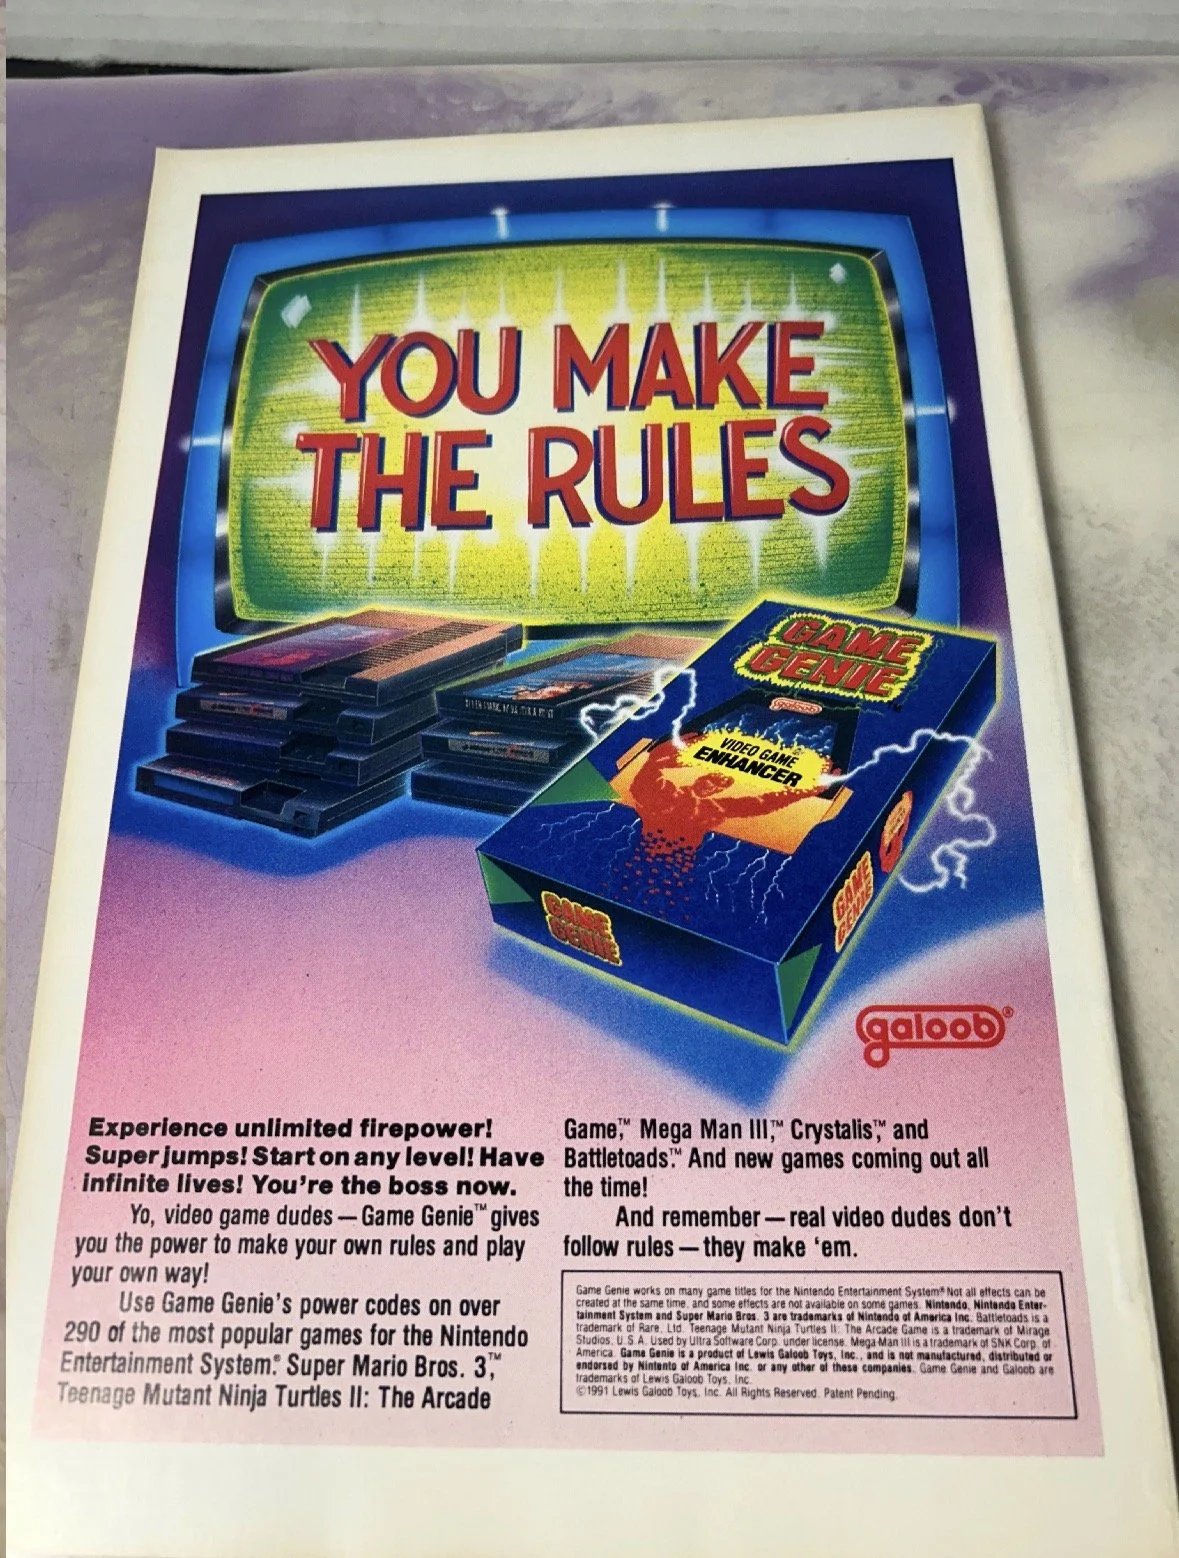 YOU MAKE
THE RULES
GAME
GENIE
galoob
VIDEO GAME
ENHANCER
GAME
GENIE
GAME
GENIE
galoob®
Experience unlimited firepower!
Super jumps! Start on any level! Have
infinite lives! You're the boss now.
Yo, video game dudes — Game Genie™ gives
you the power to make your own rules and play
your own way!
Use Game Genie's power codes on over
290 of the most popular games for the Nintendo
Entertainment System.® Super Mario Bros. 3,™
Teenage Mutant Ninja Turtles II: The Arcade
Game,™ Mega Man III,™ Crystalis,™ and
Battletoads.™ And new games coming out all
the time!
And remember — real video dudes don't
follow rules — they make 'em.
Game Genie works on many game titles for the Nintendo Entertainment System® Not all effects can be
created at the same time, and some effects are not available on some games. Nintendo, Nintendo Enter-
tainment System and Super Mario Bros. 3 are trademarks of Nintendo of America Inc. Battletoads is a
trademark of Rare, Ltd. Teenage Mutant Ninja Turtles II: The Arcade Game is a trademark of Mirage
Studios, U.S.A. Used by Ultra Software Corp. under license. Mega Man III is a trademark of SNK Corp. of
America. Game Genie is a product of Lewis Galoob Toys, Inc., and is not manufactured, distributed or
endorsed by Nintento of America Inc. or any other of these companies. Game Genie and Galoob are
trademarks of Lewis Galoob Toys, Inc.
©1991 Lewis Galoob Toys, Inc. All Rights Reserved. Patent Pending.